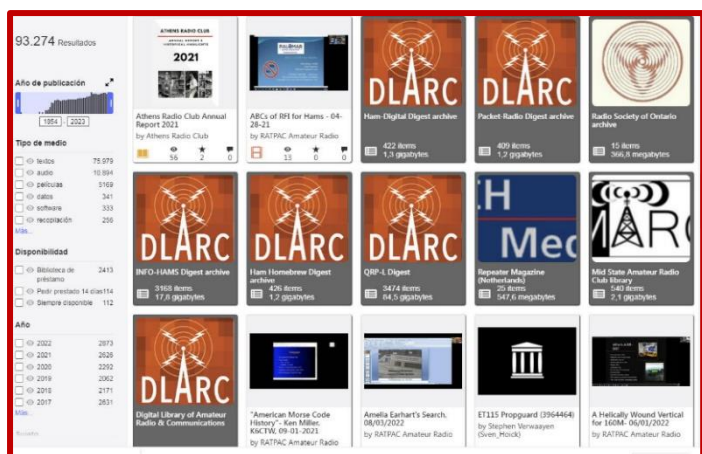 93.274 Resultados
Año de publicación
1954 - 2023
Tipo de medio
textos 75.979
audio 10.894
películas 5169
datos 341
software 333
recopilación 256
Más...
Disponibilidad
Biblioteca de préstamo 2413
Pedir prestado 14 días 114
Siempre disponible 112
Año
2022 2873
2021 2626
2020 2292
2019 2062
2018 2171
2017 2631
Más...
ATHENS RADIO CLUB
2021
Athens Radio Club Annual
Report 2021
by Athens Radio Club
56 2 0
PALOMAR
ABCs of RFI for Hams - 04-
28-21
by RATPAC Amateur Radio
13 0 0
DLARC
Ham-Digital Digest archive
422 items
1,3 gigabytes
DLARC
Packet-Radio Digest archive
409 items
1,2 gigabytes
Radio Society of Ontario
archive
15 items
366,8 megabytes
DLARC
INFO-HAMS Digest archive
3168 items
17,8 gigabytes
DLARC
Ham Homebrew Digest
archive
426 items
1,2 gigabytes
DLARC
QRP-L Digest
3474 items
84,5 gigabytes
Repeater Magazine
(Netherlands)
25 items
547,6 megabytes
Mid State Amateur Radio
Club library
540 items
2,1 gigabytes
DLARC
Digital Library of Amateur
Radio & Communications
"American Morse Code
History"- Ken Miller,
K6CTW, 09-01-2021
by RATPAC Amateur Radio
Amelia Earhart's Search,
08/03/2022
by RATPAC Amateur Radio
ET115 Propguard (3964464)
by Stephen Verwaayen
(Sven_Hoick)
A Helically Wound Vertical
for 160M- 06/01/2022
by RATPAC Amateur Radio